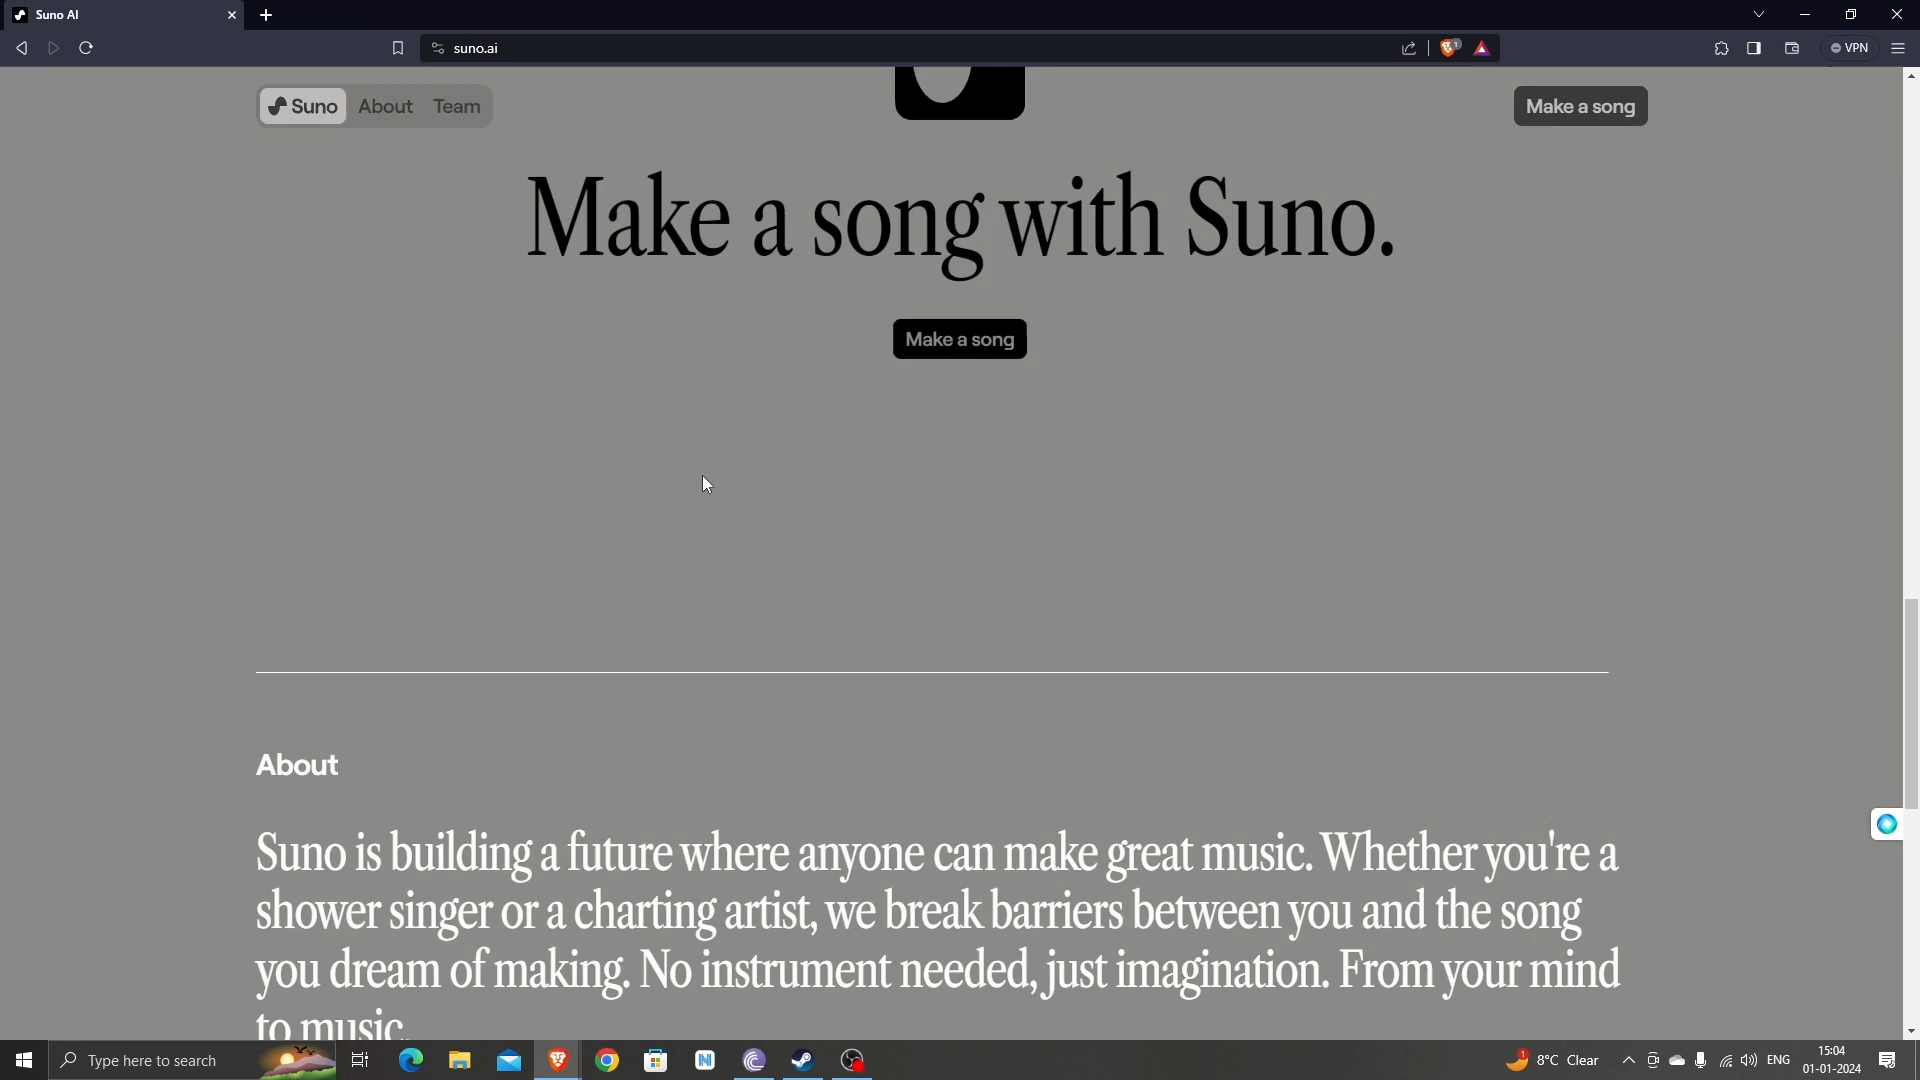 Suno AI
suno.ai
1
VPN
Suno About Team
Make a song
Make a song with Suno.
Make a song
About
Suno is building a future where anyone can make great music. Whether you're a
shower singer or a charting artist, we break barriers between you and the song
you dream of making. No instrument needed, just imagination. From your mind
to music.
Type here to search
1
8°C Clear
ENG
15:04
01-01-2024